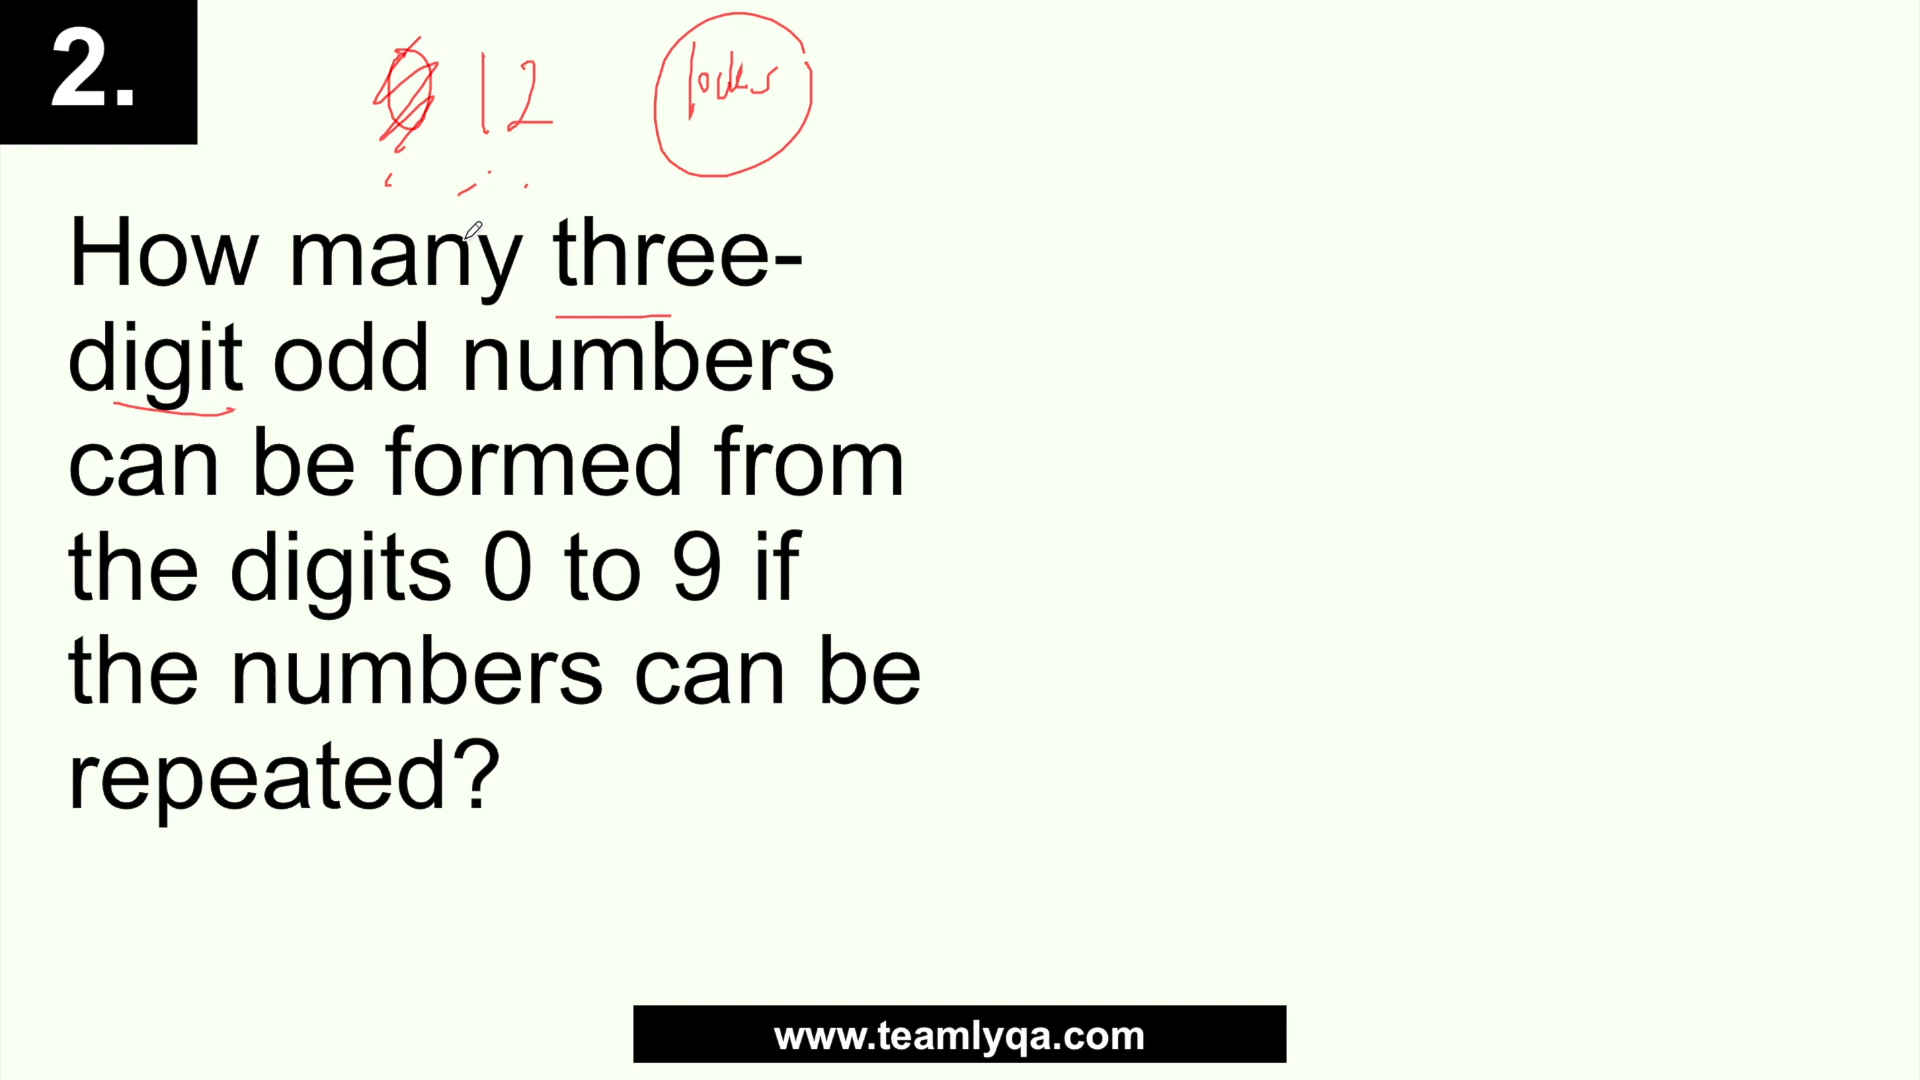 2.
12
locks
How many three-
digit odd numbers
can be formed from
the digits 0 to 9 if
the numbers can be
repeated?
www.teamlyqa.com